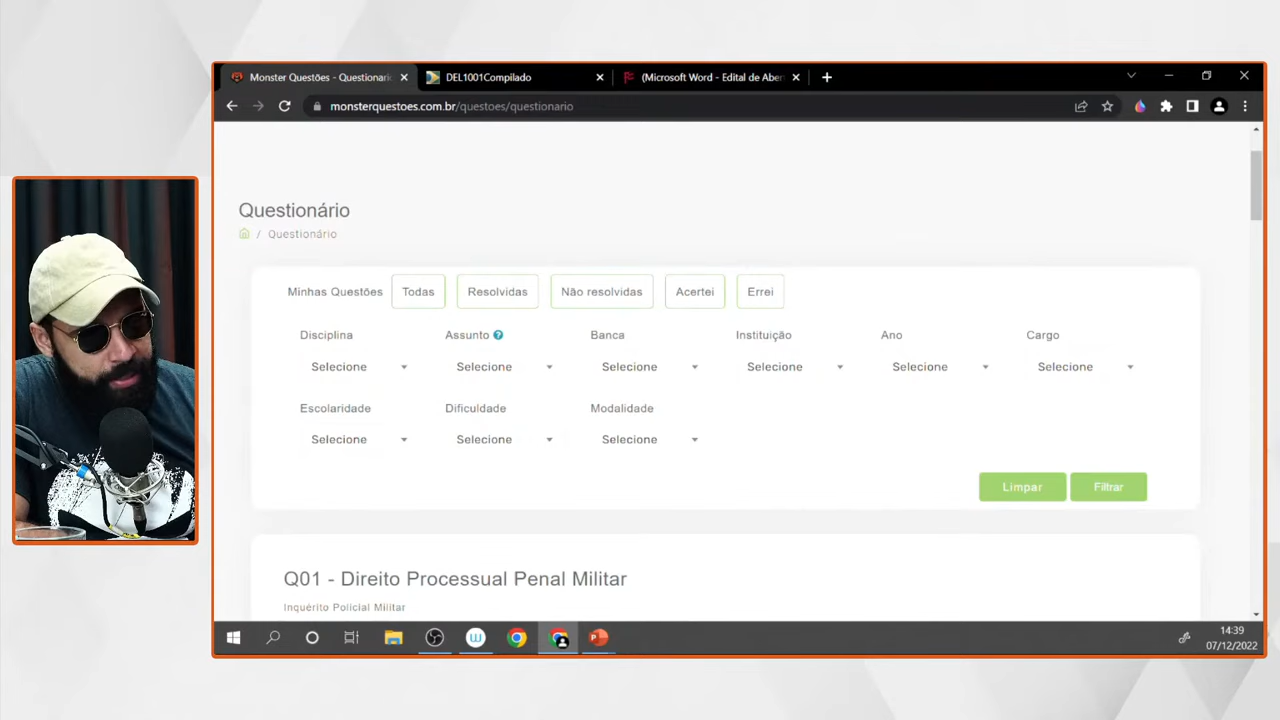 Monster Questões - Questionari
DEL1001Compilado
(Microsoft Word - Edital de Aber
monsterquestoes.com.br/questoes/questionario
Questionário
/ Questionário
Minhas Questões Todas Resolvidas Não resolvidas Acertei Errei
Disciplina Assunto ? Banca Instituição Ano Cargo
Selecione Selecione Selecione Selecione Selecione Selecione
Escolaridade Dificuldade Modalidade
Selecione Selecione Selecione
Limpar Filtrar
Q01 - Direito Processual Penal Militar
Inquérito Policial Militar
14:39
07/12/2022